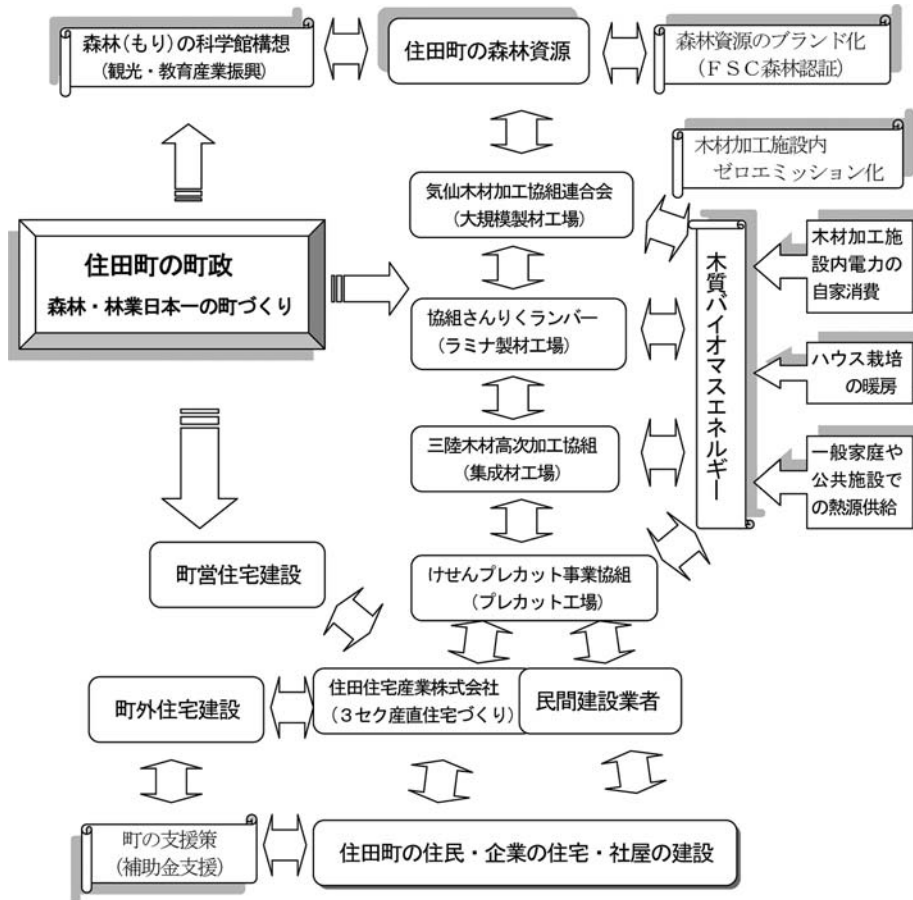 森林（もり）の科学館構想
（観光・教育産業振興）
住田町の森林資源
森林資源のブランド化
（ＦＳＣ森林認証）
木材加工施設内
ゼロエミッション化
気仙木材加工協組連合会
（大規模製材工場）
住田町の町政
森林・林業日本一の町づくり
木質バイオマスエネルギー
木材加工施
設内電力の
自家消費
協組さんりくランバー
（ラミナ製材工場）
ハウス栽培
の暖房
三陸木材高次加工協組
（集成材工場）
一般家庭や
公共施設で
の熱源供給
町営住宅建設
けせんプレカット事業協組
（プレカット工場）
町外住宅建設
住田住宅産業株式会社
（３セク産直住宅づくり）
民間建設業者
町の支援策
（補助金支援）
住田町の住民・企業の住宅・社屋の建設